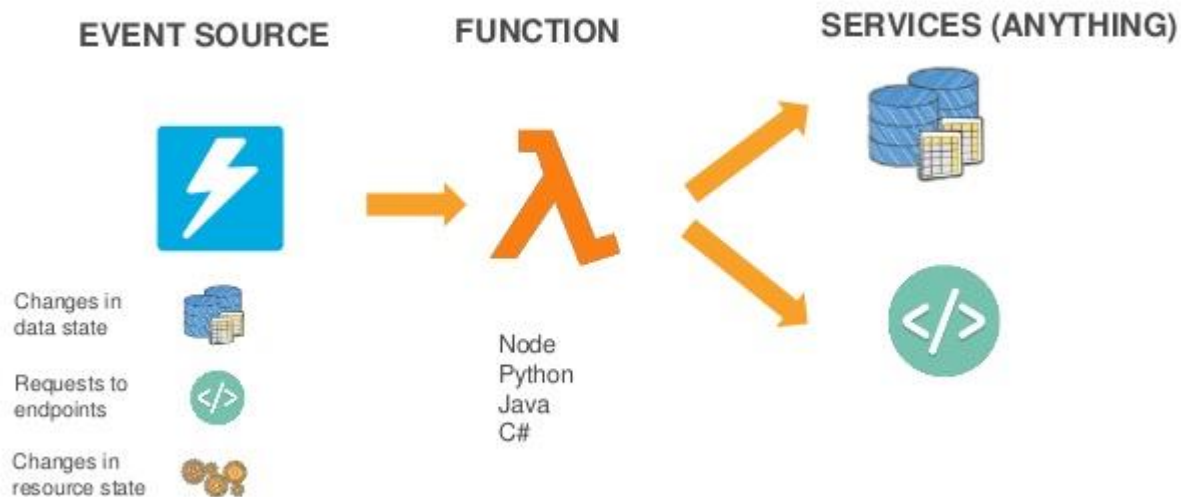 EVENT SOURCE
FUNCTION
SERVICES (ANYTHING)
Changes in
data state
Requests to
endpoints
Changes in
resource state
Node
Python
Java
C#